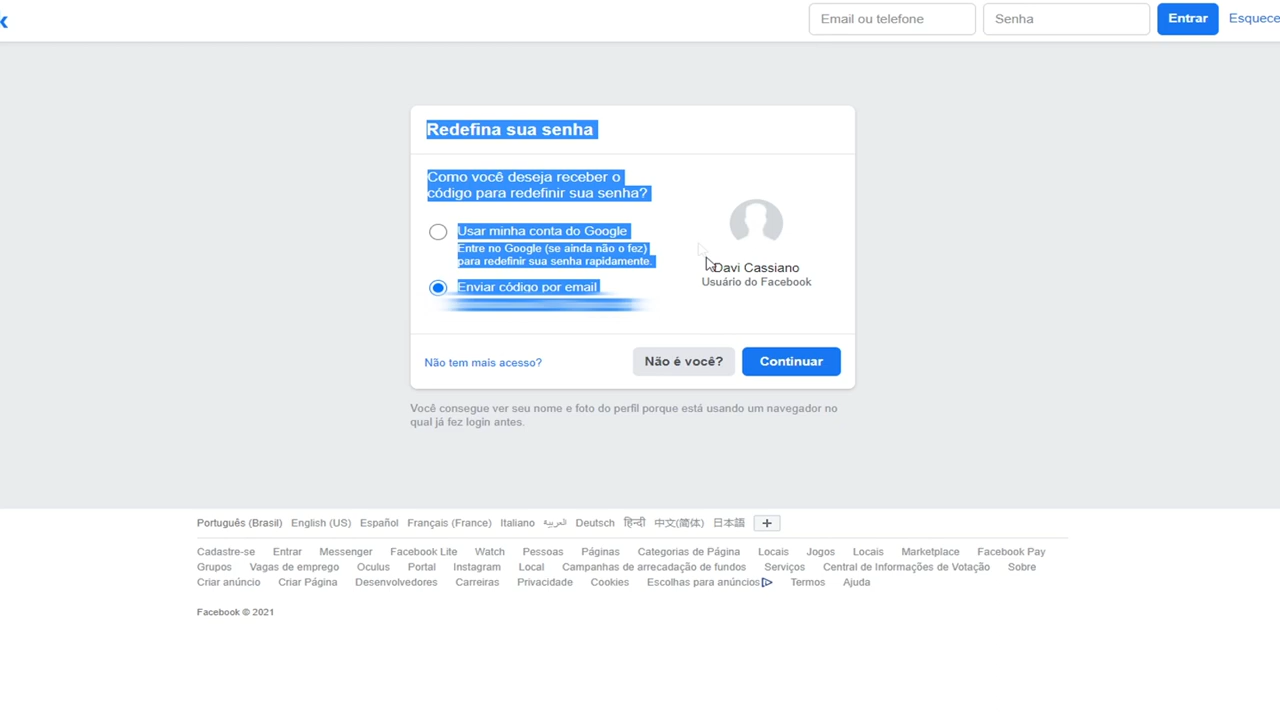 Email ou telefone Senha Entrar Esquece
Redefina sua senha
Como você deseja receber o
código para redefinir sua senha?
Usar minha conta do Google
Entre no Google (se ainda não o fez)
para redefinir sua senha rapidamente.
Enviar código por email
Davi Cassiano
Usuário do Facebook
Não tem mais acesso? Não é você? Continuar
Você consegue ver seu nome e foto do perfil porque está usando um navegador no
qual já fez login antes.
Português (Brasil) English (US) Español Français (France) Italiano العربية Deutsch हिन्दी 中文(简体) 日本語 +
Cadastre-se Entrar Messenger Facebook Lite Watch Pessoas Páginas Categorias de Página Locais Jogos Locais Marketplace Facebook Pay
Grupos Vagas de emprego Oculus Portal Instagram Local Campanhas de arrecadação de fundos Serviços Central de Informações de Votação Sobre
Criar anúncio Criar Página Desenvolvedores Carreiras Privacidade Cookies Escolhas para anúncios Termos Ajuda
Facebook © 2021